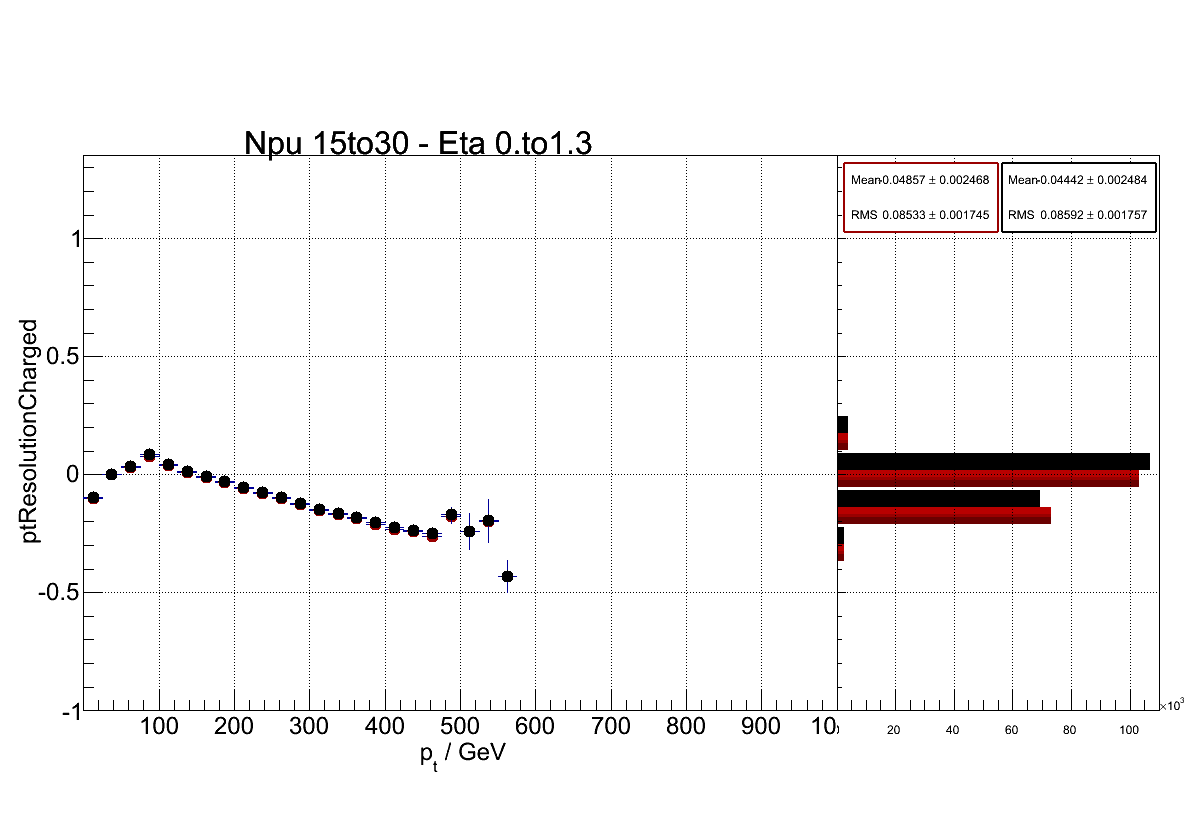 Npu 15to30 - Eta 0.to1.3
Mean-0.04857 ± 0.002468
RMS 0.08533 ± 0.001745
Mean-0.04442 ± 0.002484
RMS 0.08592 ± 0.001757
ptResolutionCharged
1
0.5
0
-0.5
-1
100 200 300 400 500 600 700 800 900 10
20 40 60 80 100
×10³
p_t / GeV